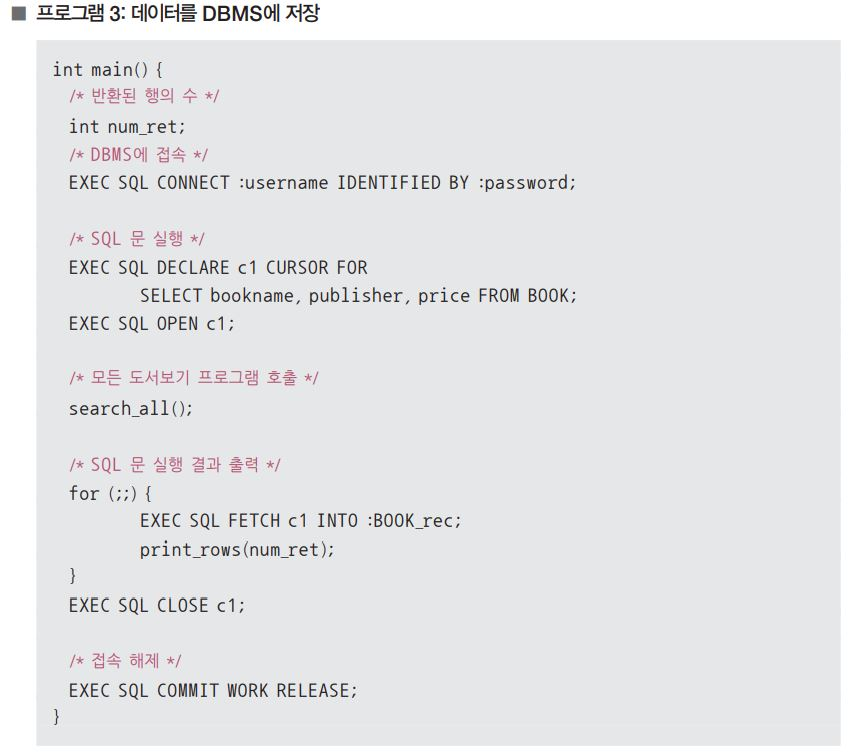 ■ 프로그램 3: 데이터를 DBMS에 저장
int main() {
/* 반환된 행의 수 */
int num_ret;
/* DBMS에 접속 */
EXEC SQL CONNECT :username IDENTIFIED BY :password;
/* SQL 문 실행 */
EXEC SQL DECLARE c1 CURSOR FOR
SELECT bookname, publisher, price FROM BOOK;
EXEC SQL OPEN c1;
/* 모든 도서보기 프로그램 호출 */
search_all();
/* SQL 문 실행 결과 출력 */
for (;;) {
EXEC SQL FETCH c1 INTO :BOOK_rec;
print_rows(num_ret);
}
EXEC SQL CLOSE c1;
/* 접속 해제 */
EXEC SQL COMMIT WORK RELEASE;
}